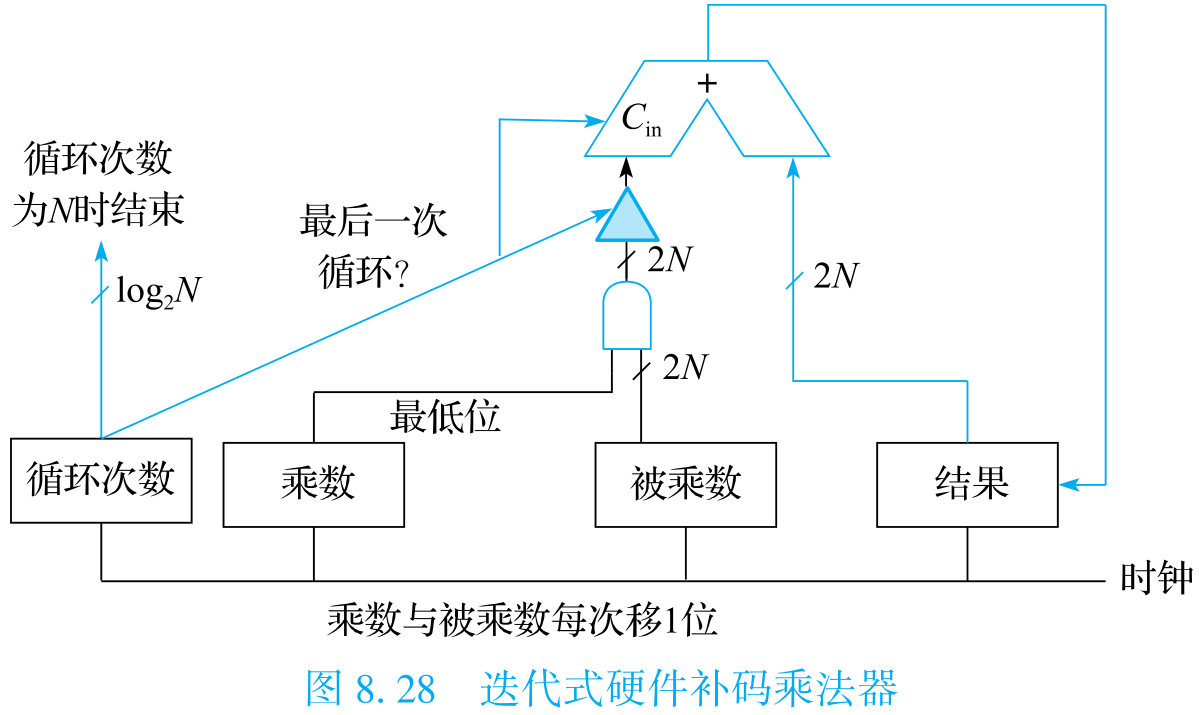 +
C_in
循环次数
为N时结束
最后一次
循环?
2N
log₂N
2N
2N
最低位
循环次数
乘数
被乘数
结果
时钟
乘数与被乘数每次移1位
图 8.28 迭代式硬件补码乘法器